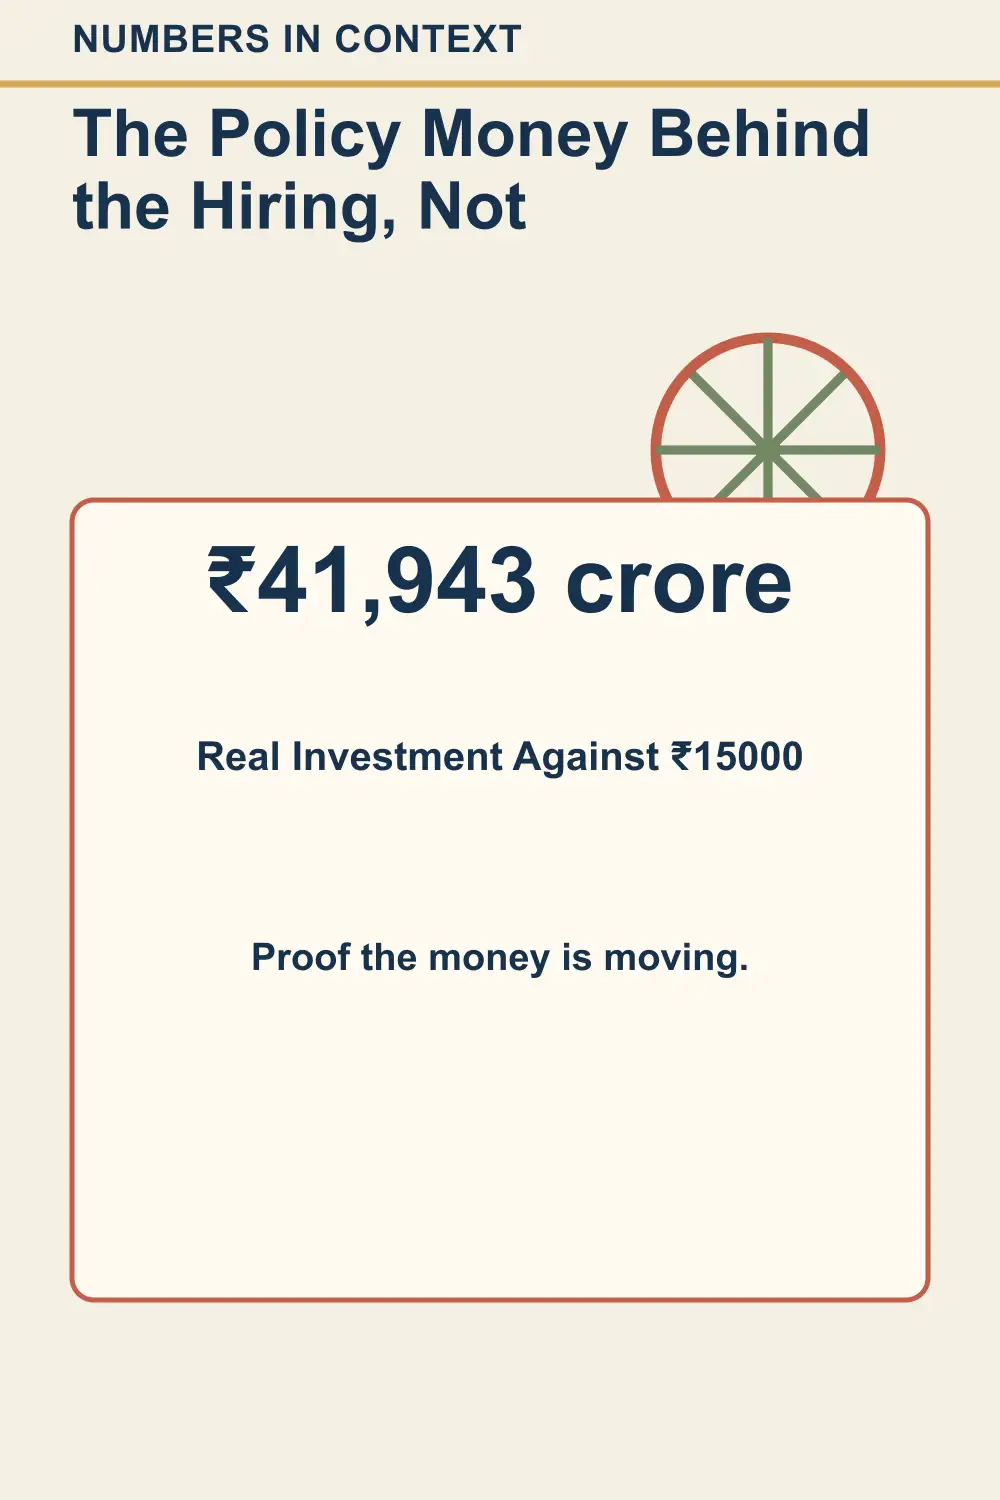 NUMBERS IN CONTEXT
The Policy Money Behind
the Hiring, Not
₹41,943 crore
Real Investment Against ₹15000
Proof the money is moving.